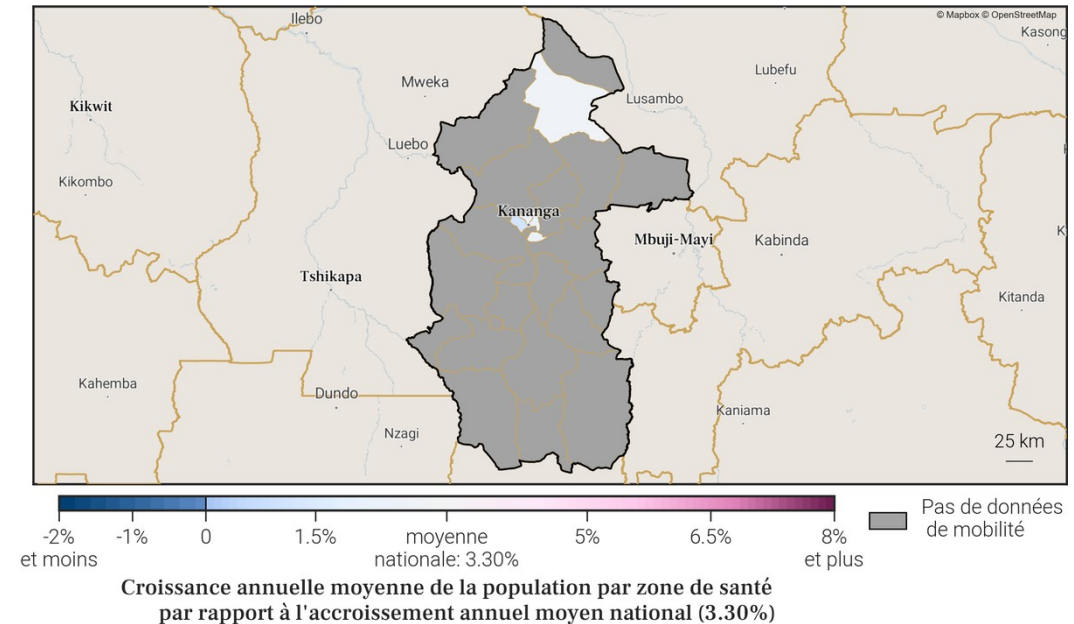 © Mapbox © OpenStreetMap
Ilebo
Kasong
Mweka
Lubefu
Lusambo
Kikwit
Luebo
Kikombo
Kananga
Mbuji-Mayi
Kabinda
Tshikapa
Kitanda
Kahemba
Dundo
Kaniama
Nzagi
25 km
-2%
et moins
-1%
0
1.5%
moyenne
nationale: 3.30%
5%
6.5%
8%
et plus
Pas de données
de mobilité
Croissance annuelle moyenne de la population par zone de santé
par rapport à l'accroissement annuel moyen national (3.30%)